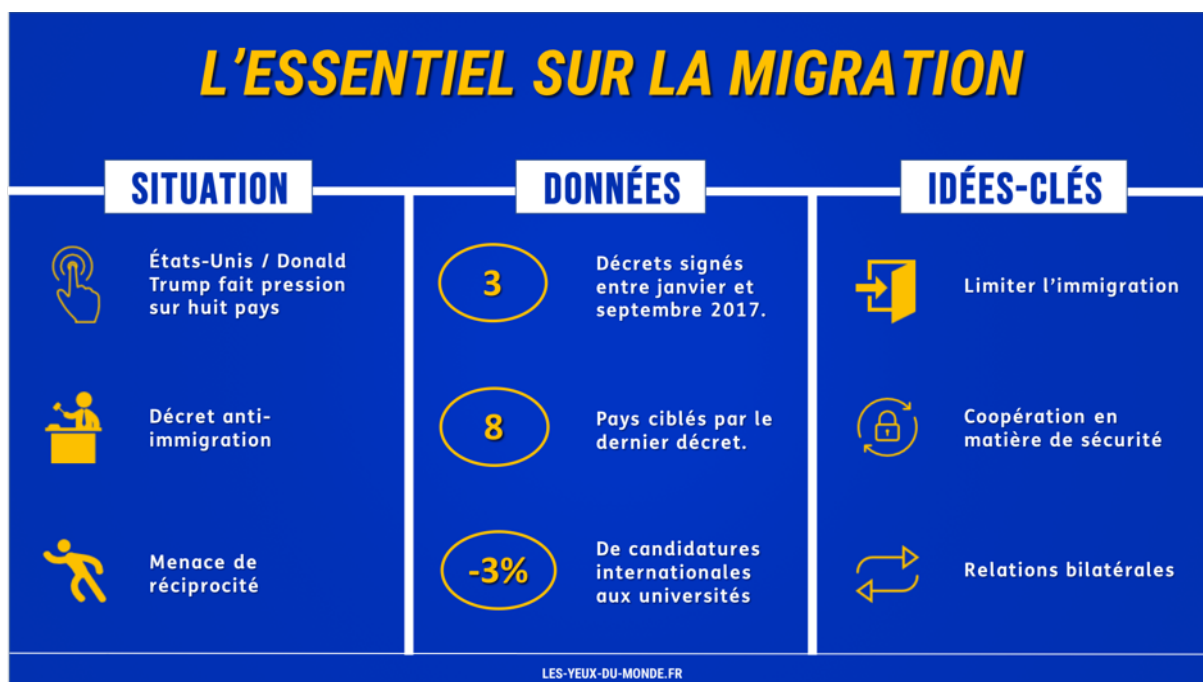 L'ESSENTIEL SUR LA MIGRATION
SITUATION
États-Unis / Donald
Trump fait pression
sur huit pays
Décret anti-
immigration
Menace de
réciprocité
DONNÉES
3
Décrets signés
entre janvier et
septembre 2017.
8
Pays ciblés par le
dernier décret.
-3%
De candidatures
internationales
aux universités
IDÉES-CLÉS
Limiter l'immigration
Coopération en
matière de sécurité
Relations bilatérales
LES-YEUX-DU-MONDE.FR